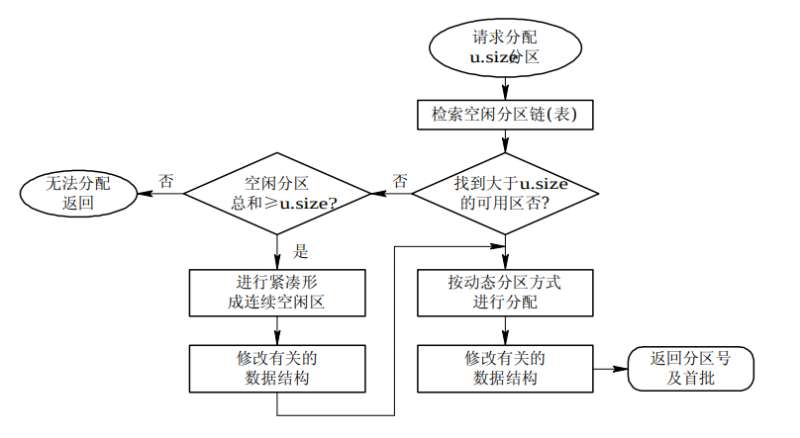 请求分配
u.size分区
检索空闲分区链(表)
找到大于u.size
的可用区否?
否
空闲分区
总和≥u.size?
否
无法分配
返回
是
进行紧凑形
成连续空闲区
修改有关的
数据结构
按动态分区方式
进行分配
修改有关的
数据结构
返回分区号
及首批